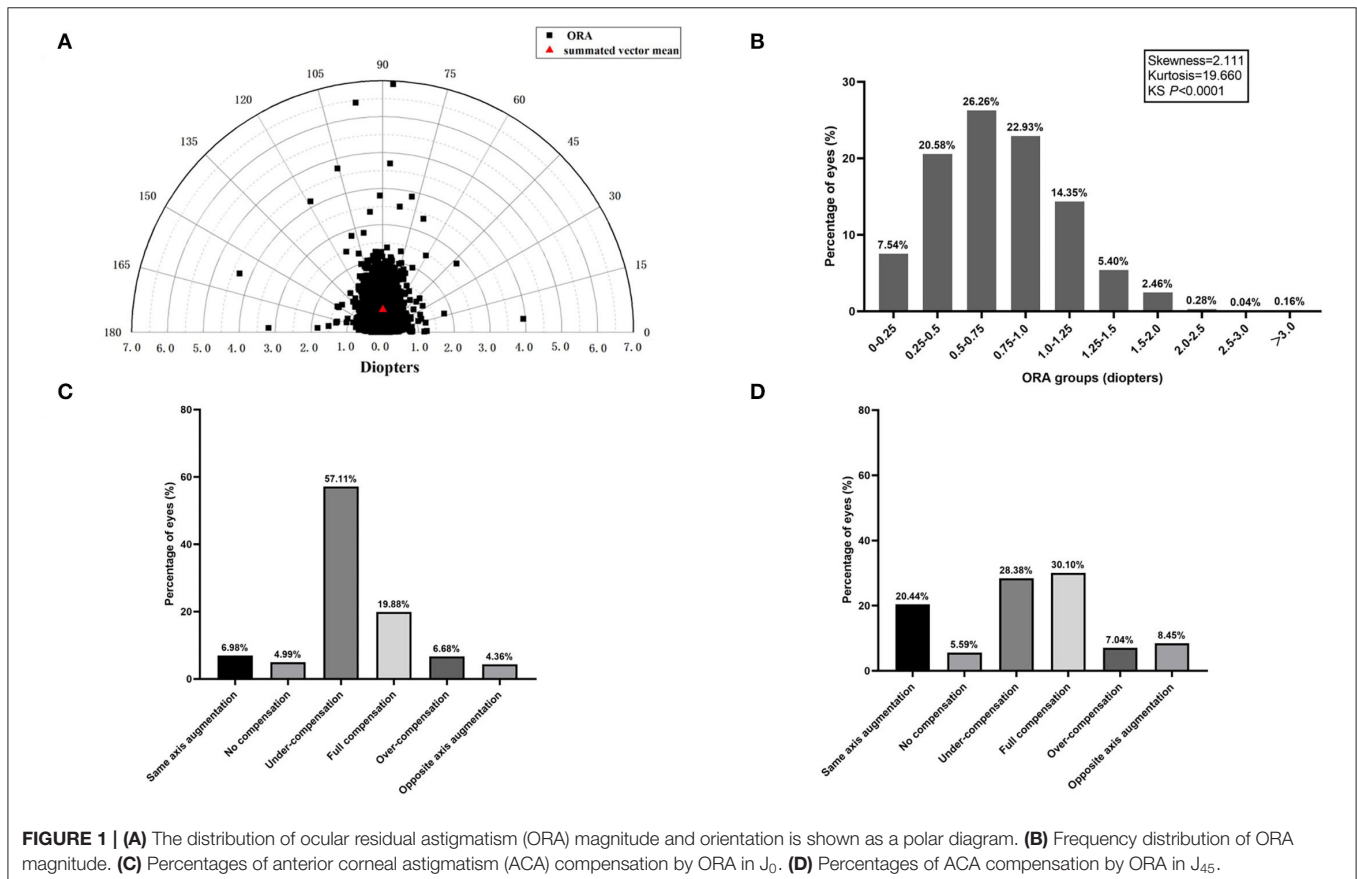 A
ORA
summated vector mean
90
105
75
120
60
135
45
150
30
165
15
180
0
7.0 6.0 5.0 4.0 3.0 2.0 1.0 0.0 1.0 2.0 3.0 4.0 5.0 6.0 7.0
Diopters
B
Skewness=2.111
Kurtosis=19.660
KS P<0.0001
Percentage of eyes (%)
30
20
10
0
7.54%
20.58%
26.26%
22.93%
14.35%
5.40%
2.46%
0.28%
0.04%
0.16%
0-0.25
0.25-0.5
0.5-0.75
0.75-1.0
1.0-1.25
1.25-1.5
1.5-2.0
2.0-2.5
2.5-3.0
>3.0
ORA groups (diopters)
C
Percentage of eyes (%)
80
60
40
20
0
6.98%
4.99%
57.11%
19.88%
6.68%
4.36%
Same axis augmentation
No compensation
Under-compensation
Full compensation
Over-compensation
Opposite axis augmentation
D
Percentage of eyes (%)
80
60
40
20
0
20.44%
5.59%
28.38%
30.10%
7.04%
8.45%
Same axis augmentation
No compensation
Under-compensation
Full compensation
Over-compensation
Opposite axis augmentation
FIGURE 1 | (A) The distribution of ocular residual astigmatism (ORA) magnitude and orientation is shown as a polar diagram. (B) Frequency distribution of ORA
magnitude. (C) Percentages of anterior corneal astigmatism (ACA) compensation by ORA in J₀. (D) Percentages of ACA compensation by ORA in J₄₅.